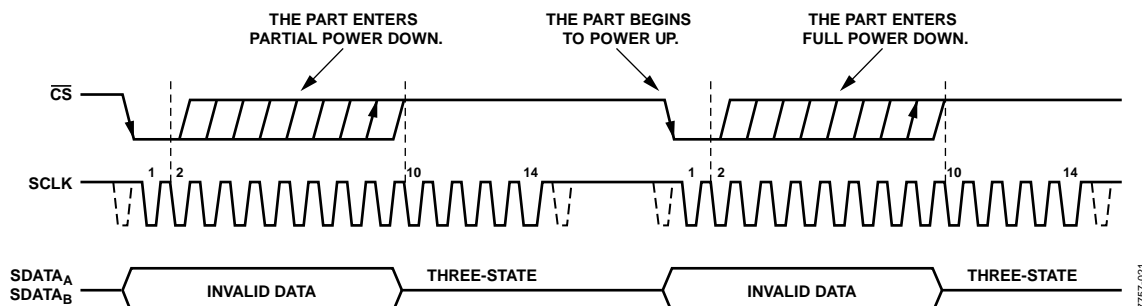 THE PART ENTERS
PARTIAL POWER DOWN.
THE PART BEGINS
TO POWER UP.
THE PART ENTERS
FULL POWER DOWN.
CS
SCLK
1 2 10 14 1 2 10 14
SDATAA
SDATAB
INVALID DATA THREE-STATE INVALID DATA THREE-STATE